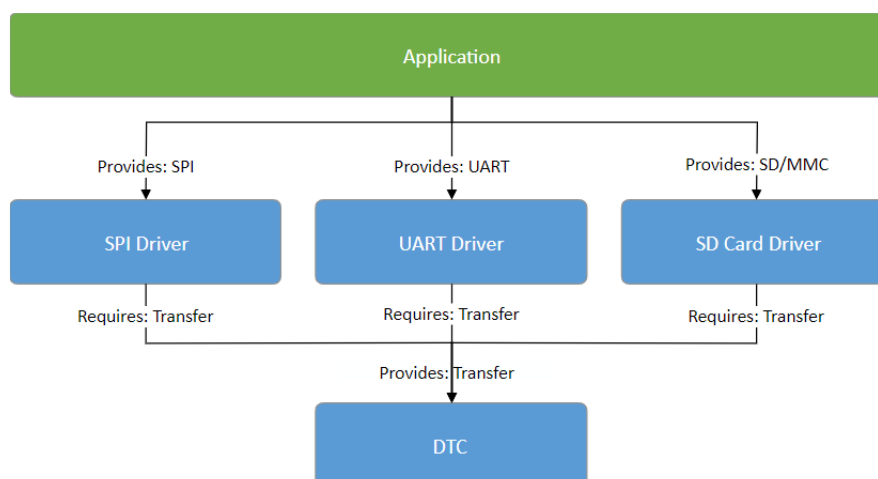 Application
Provides: SPI
Provides: UART
Provides: SD/MMC
SPI Driver
UART Driver
SD Card Driver
Requires: Transfer
Requires: Transfer
Requires: Transfer
Provides: Transfer
DTC